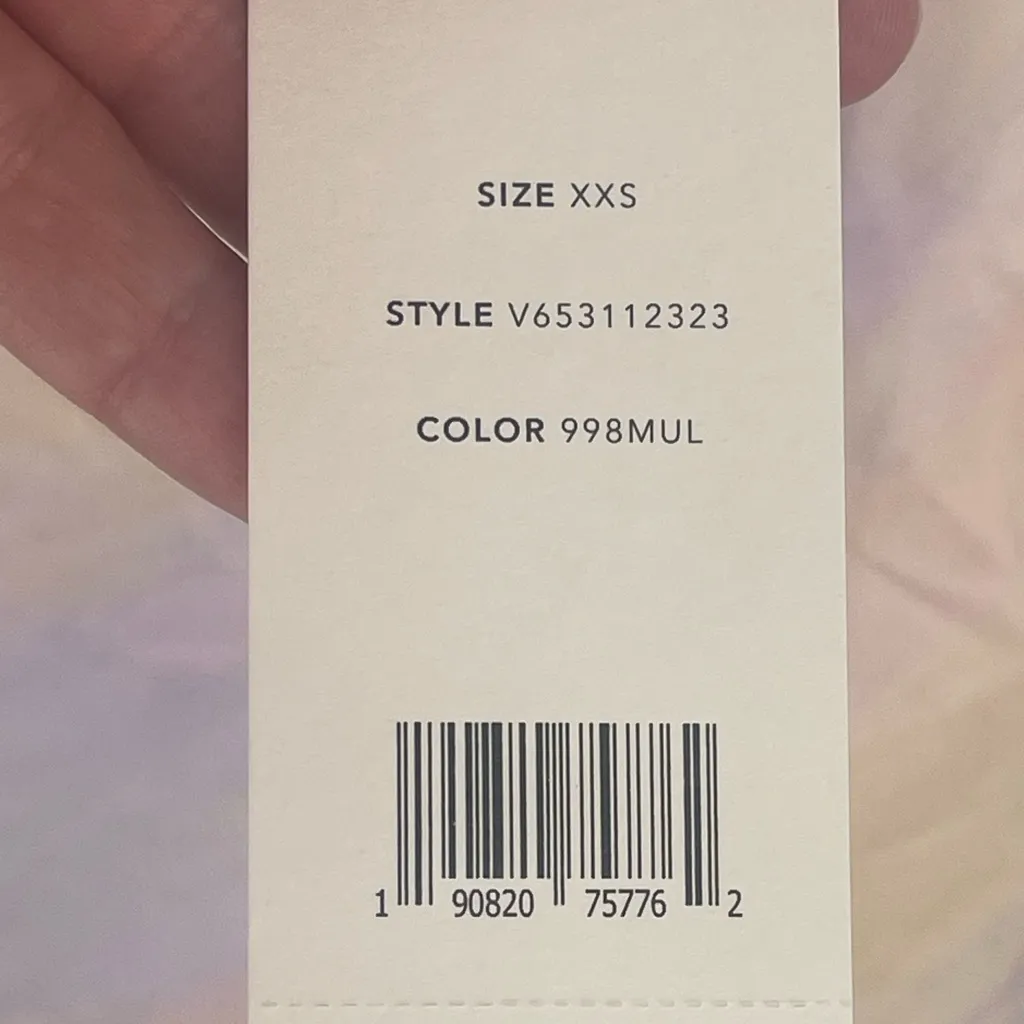 SIZE XXS
STYLE V653112323
COLOR 998MUL
1 90820 75776 2